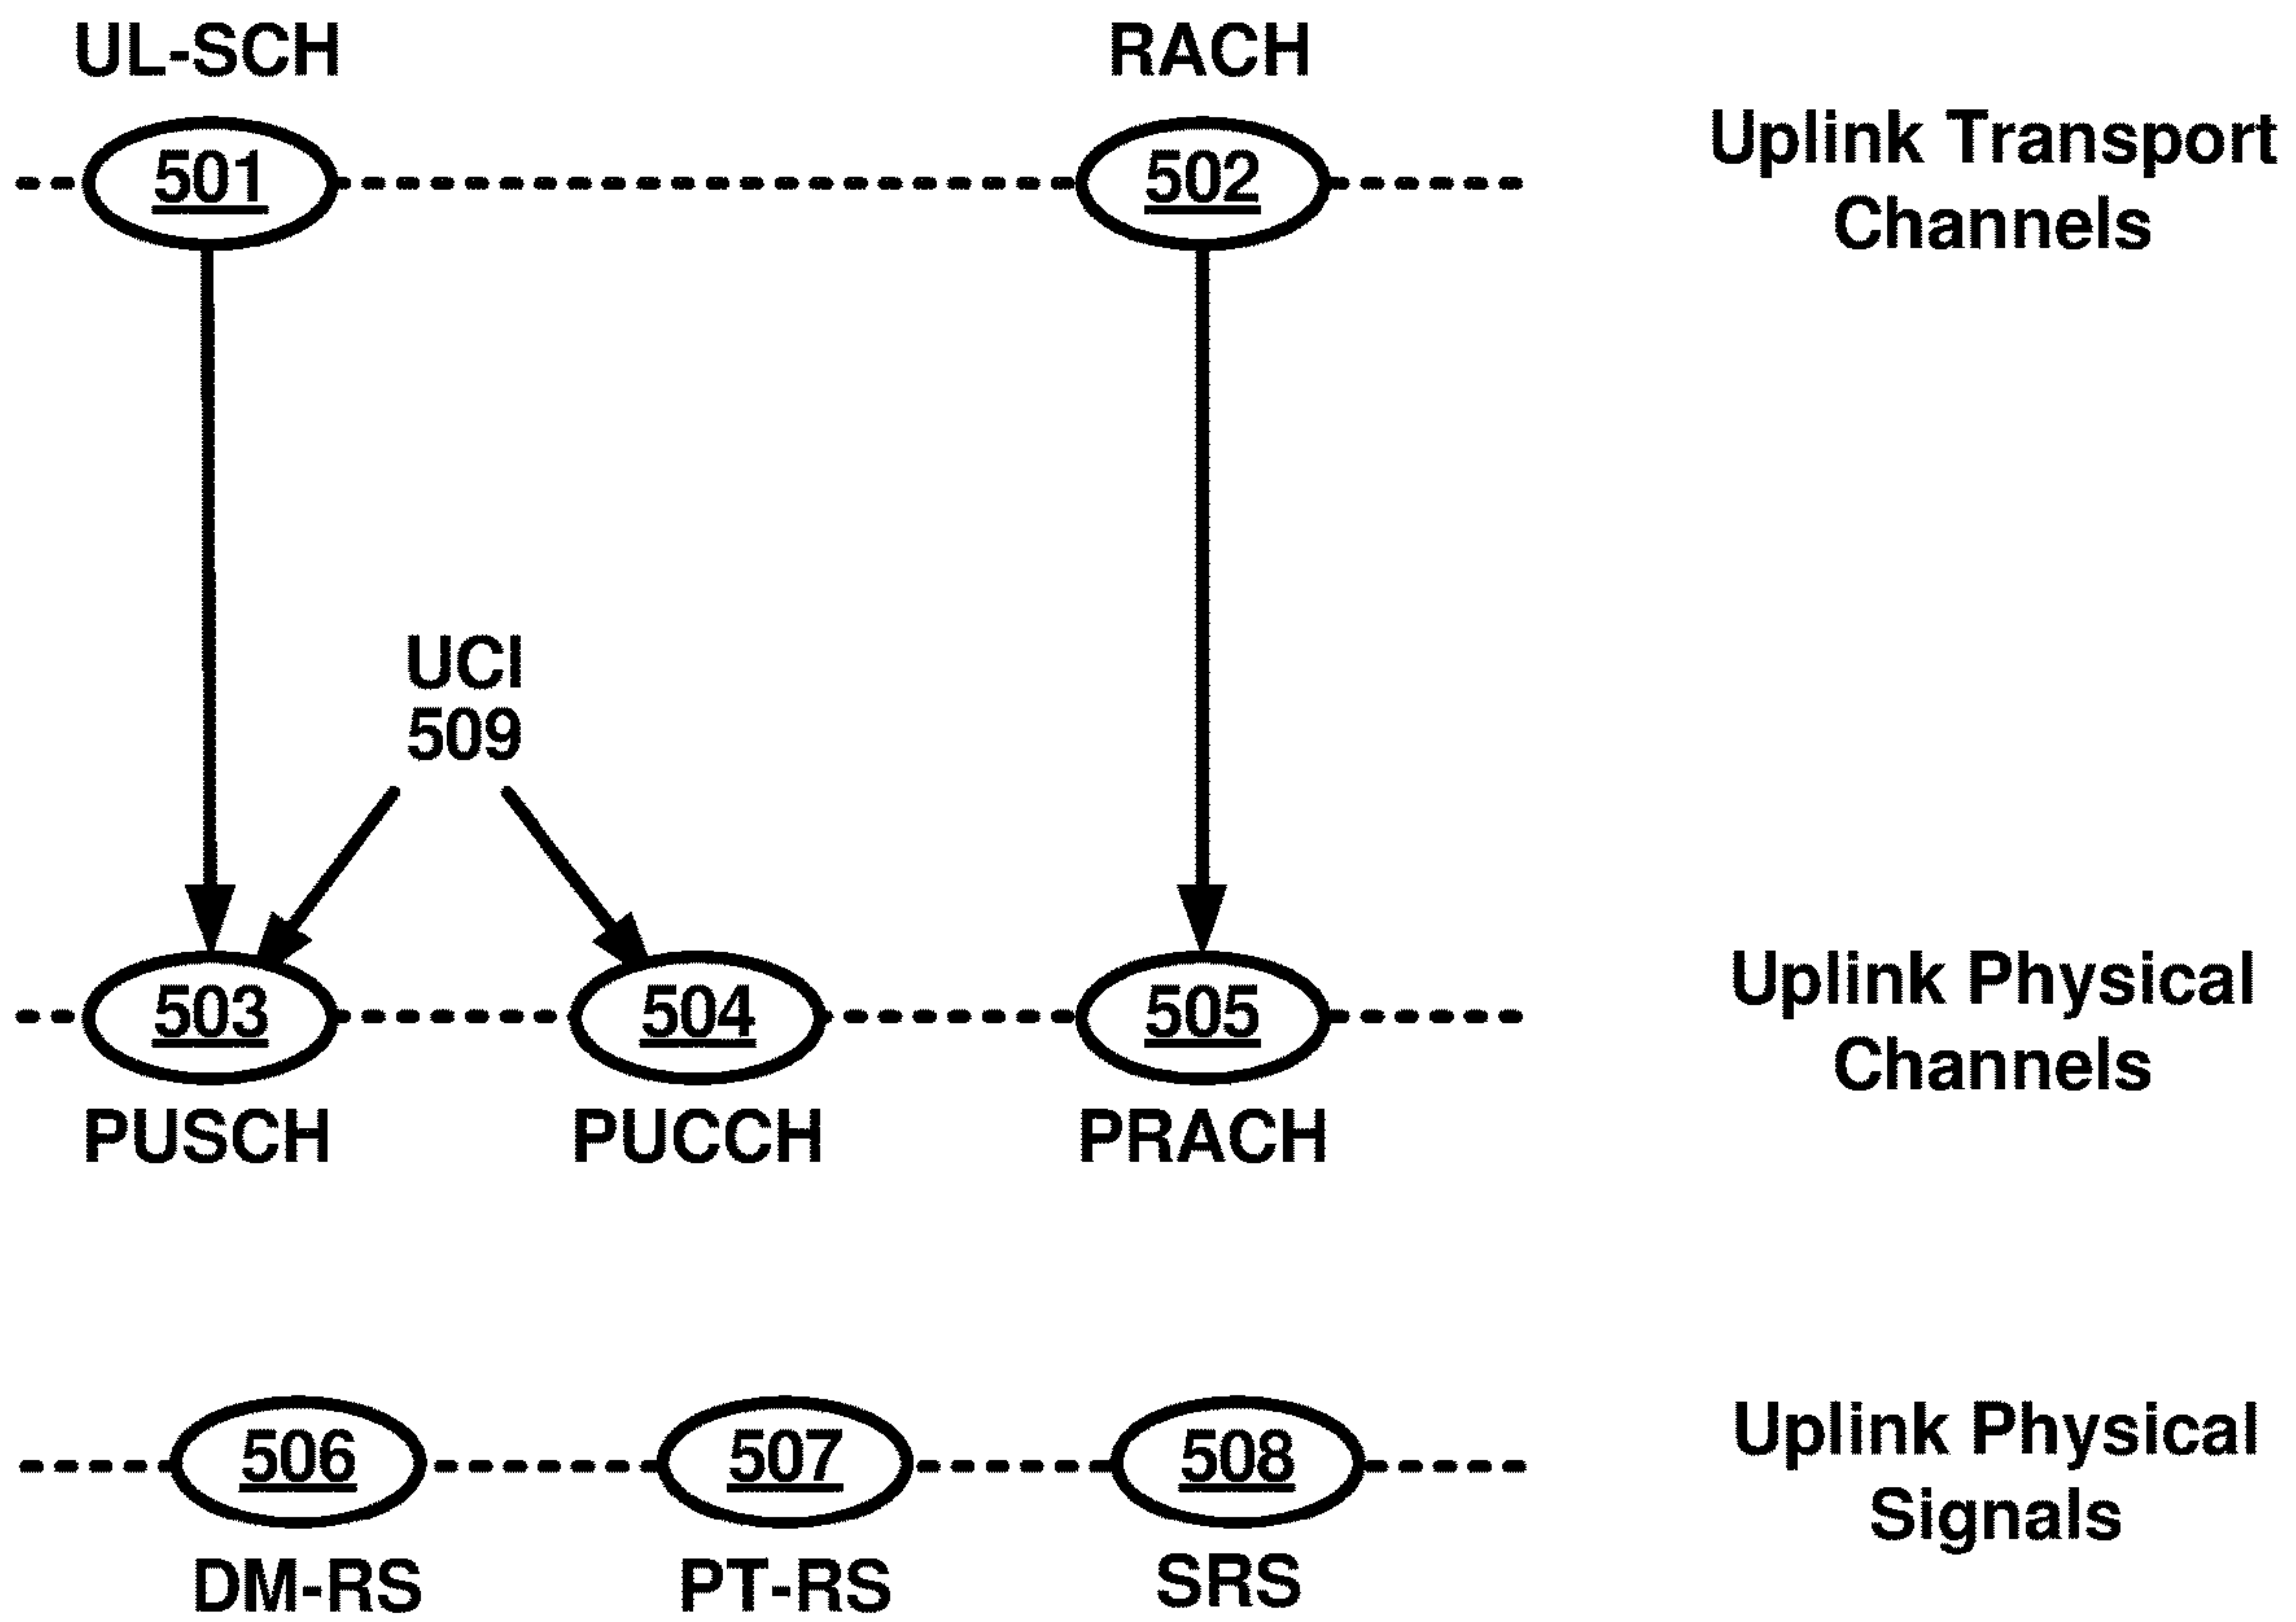 UL-SCH
RACH
501
502
Uplink Transport
Channels
UCI
509
503
504
505
Uplink Physical
Channels
PUSCH
PUCCH
PRACH
506
507
508
Uplink Physical
Signals
DM-RS
PT-RS
SRS